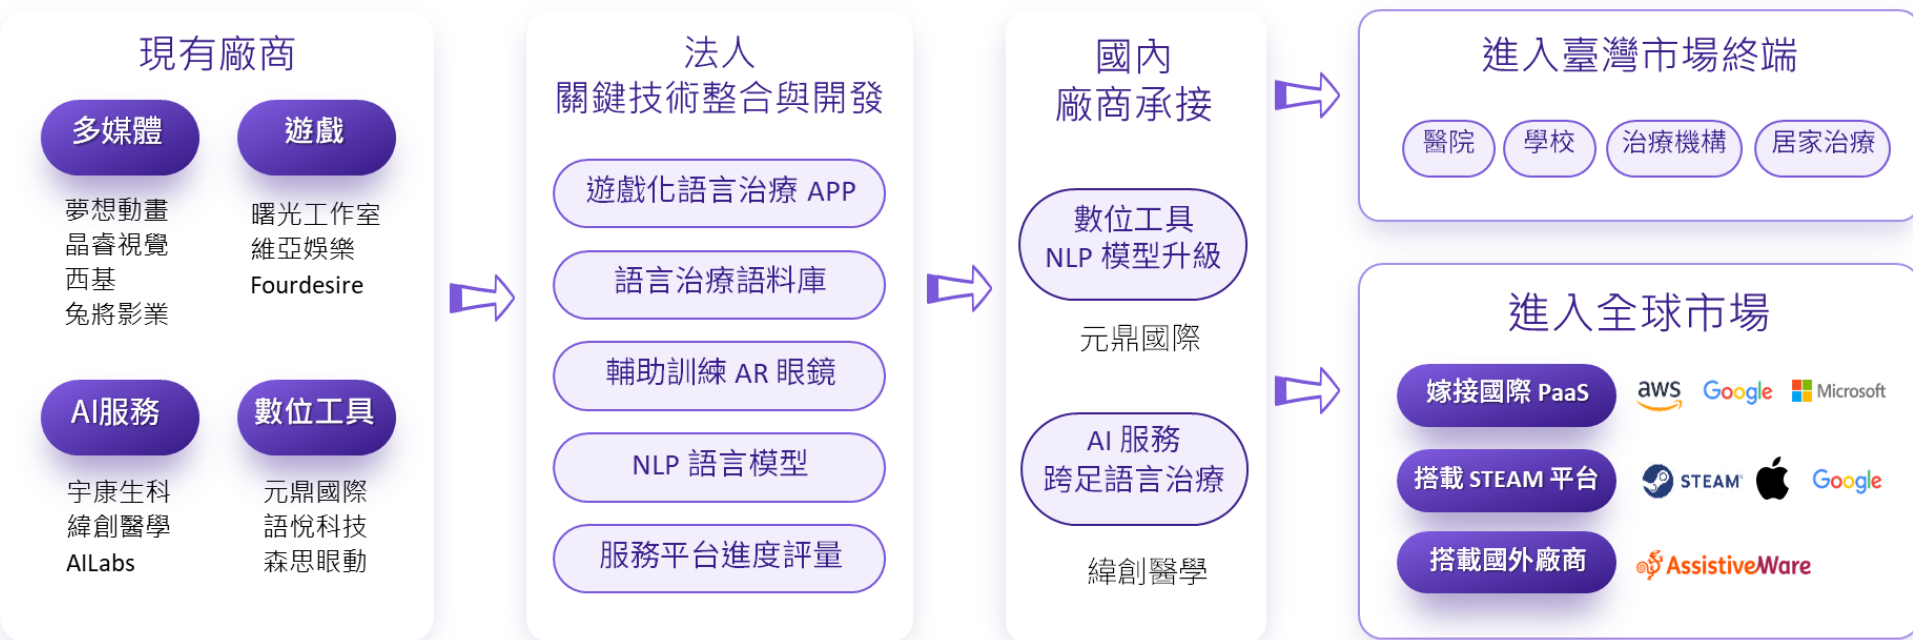 現有廠商
多媒體
夢想動畫
晶睿視覺
西基
兔將影業
遊戲
曙光工作室
維亞娛樂
Fourdesire
AI服務
宇康生科
緯創醫學
AILabs
數位工具
元鼎國際
語悅科技
森思眼動
法人
關鍵技術整合與開發
遊戲化語言治療 APP
語言治療語料庫
輔助訓練 AR 眼鏡
NLP 語言模型
服務平台進度評量
國內
廠商承接
數位工具
NLP 模型升級
元鼎國際
AI 服務
跨足語言治療
緯創醫學
進入臺灣市場終端
醫院
學校
治療機構
居家治療
進入全球市場
嫁接國際 PaaS
aws
Google
Microsoft
搭載 STEAM 平台
STEAM
Google
搭載國外廠商
AssistiveWare